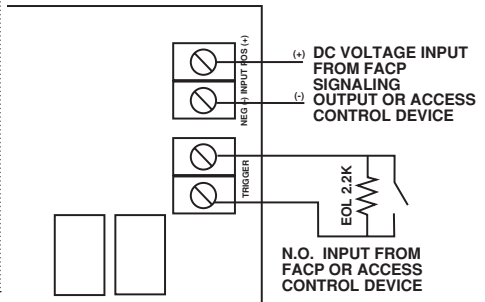 NEG (-) INPUT POS (+)
(+) DC VOLTAGE INPUT
FROM FACP
SIGNALING
(-) OUTPUT OR ACCESS
CONTROL DEVICE
TRIGGER
EOL 2.2K
N.O. INPUT FROM
FACP OR ACCESS
CONTROL DEVICE